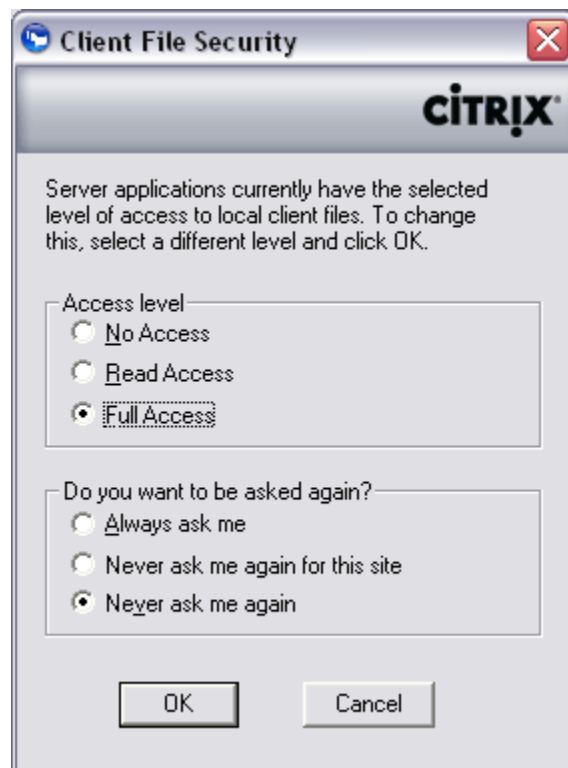 Client File Security
CİTRIX
Server applications currently have the selected
level of access to local client files. To change
this, select a different level and click OK.
Access level
No Access
Read Access
Full Access
Do you want to be asked again?
Always ask me
Never ask me again for this site
Never ask me again
OK
Cancel